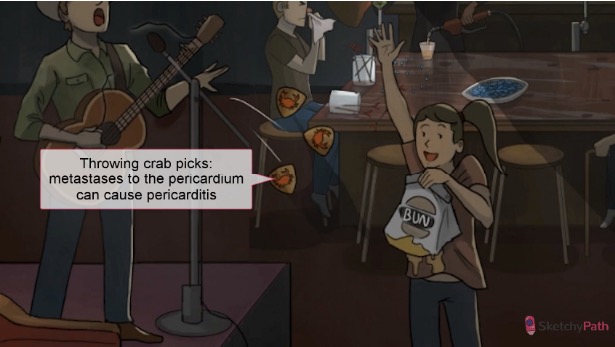 Throwing crab picks:
metastases to the pericardium
can cause pericarditis
BUN
SketchyPath